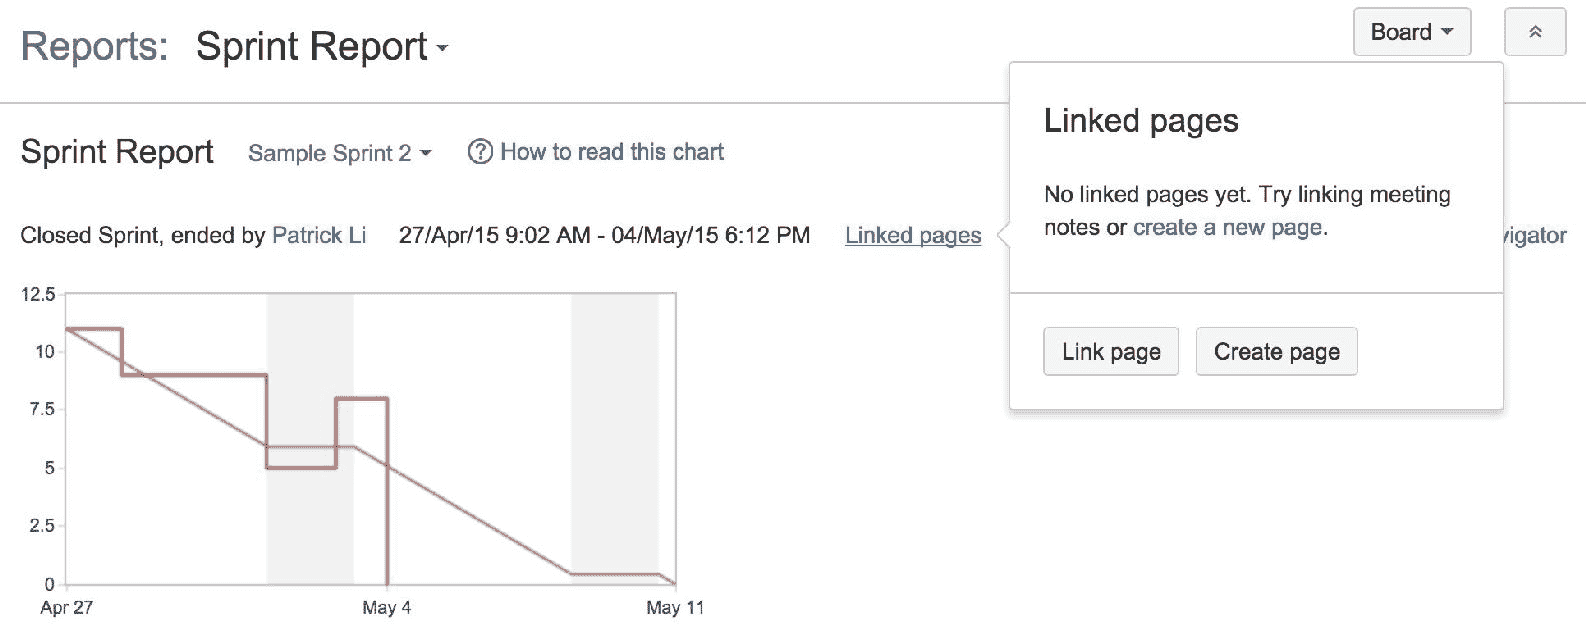 Reports: Sprint Report
Board
Sprint Report Sample Sprint 2 How to read this chart
Closed Sprint, ended by Patrick Li 27/Apr/15 9:02 AM - 04/May/15 6:12 PM Linked pages
Linked pages
No linked pages yet. Try linking meeting
notes or create a new page.
Link page Create page
12.5
10
7.5
5
2.5
0
Apr 27 May 4 May 11